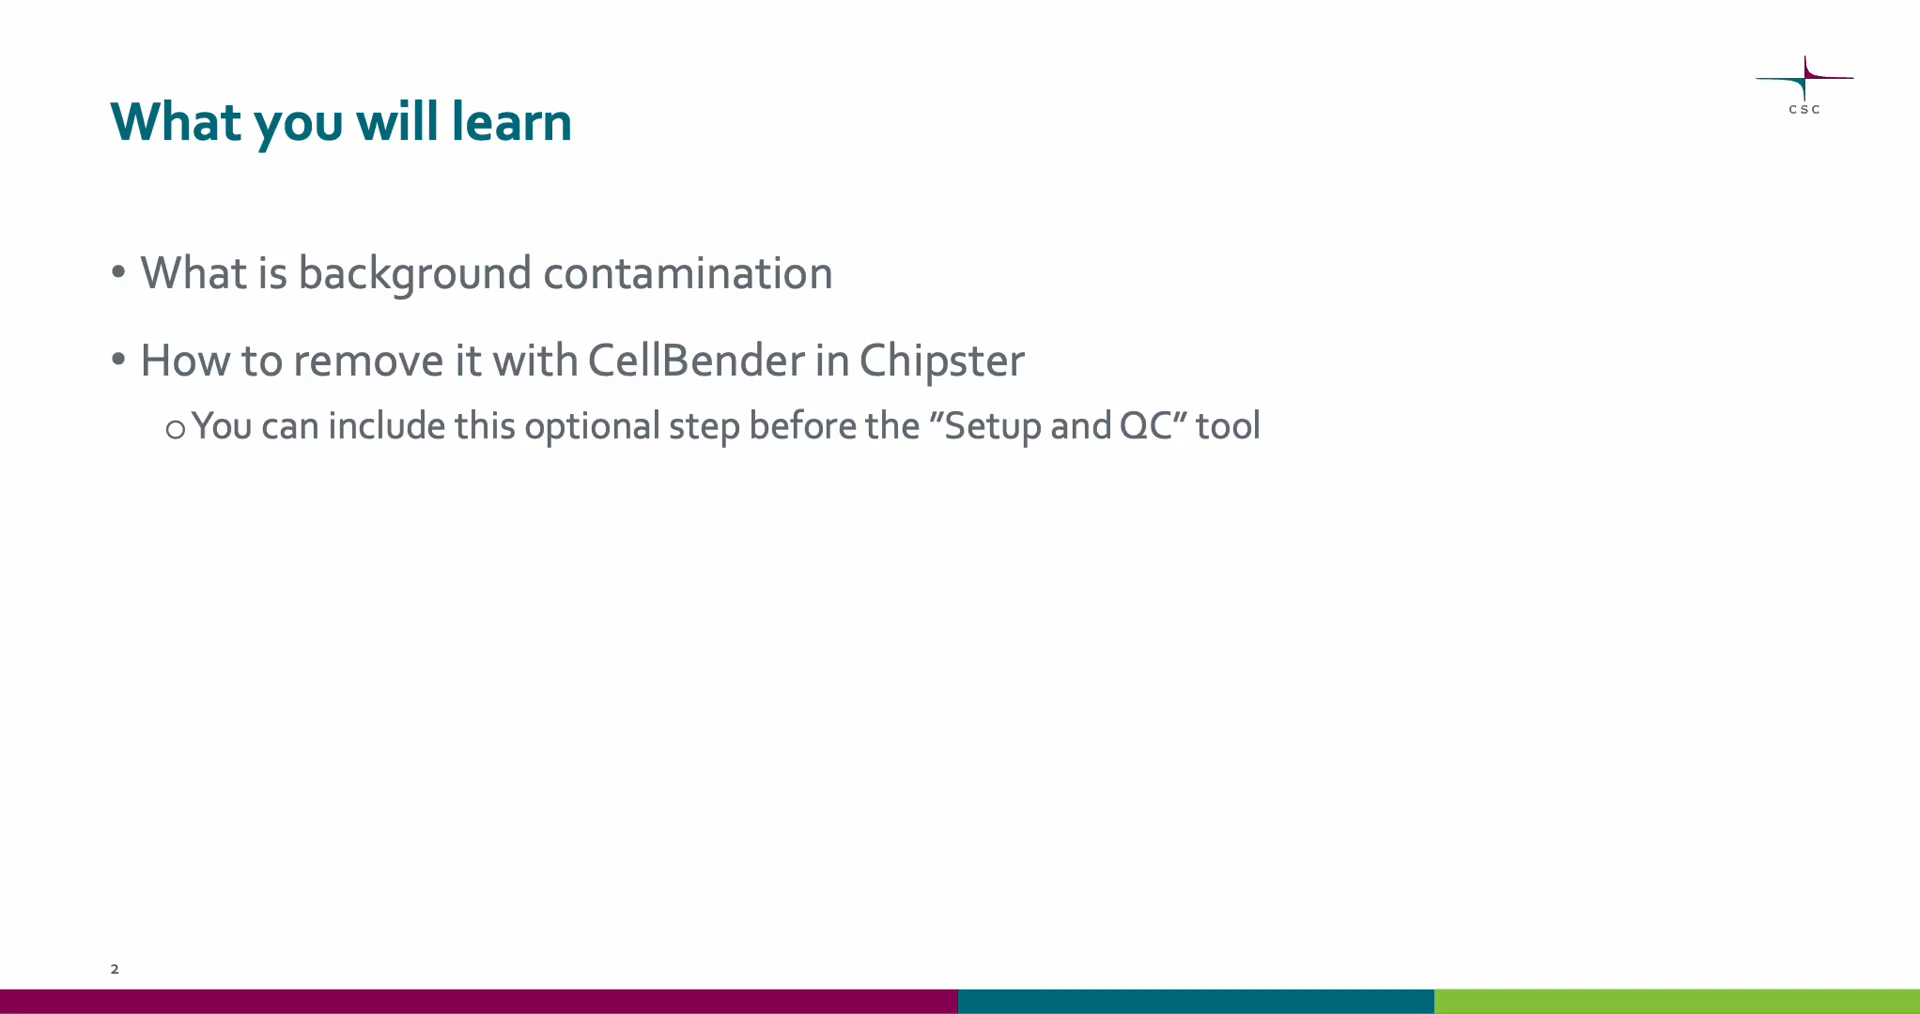 CSC
What you will learn
• What is background contamination
• How to remove it with CellBender in Chipster
o You can include this optional step before the ”Setup and QC” tool
2